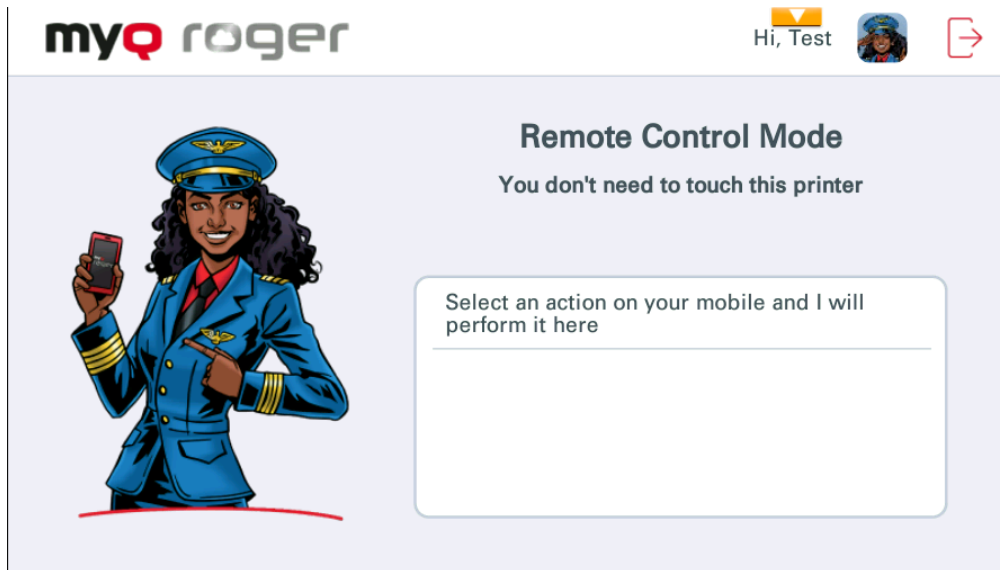 myQ roger
Hi, Test
Remote Control Mode
You don't need to touch this printer
Select an action on your mobile and I will
perform it here